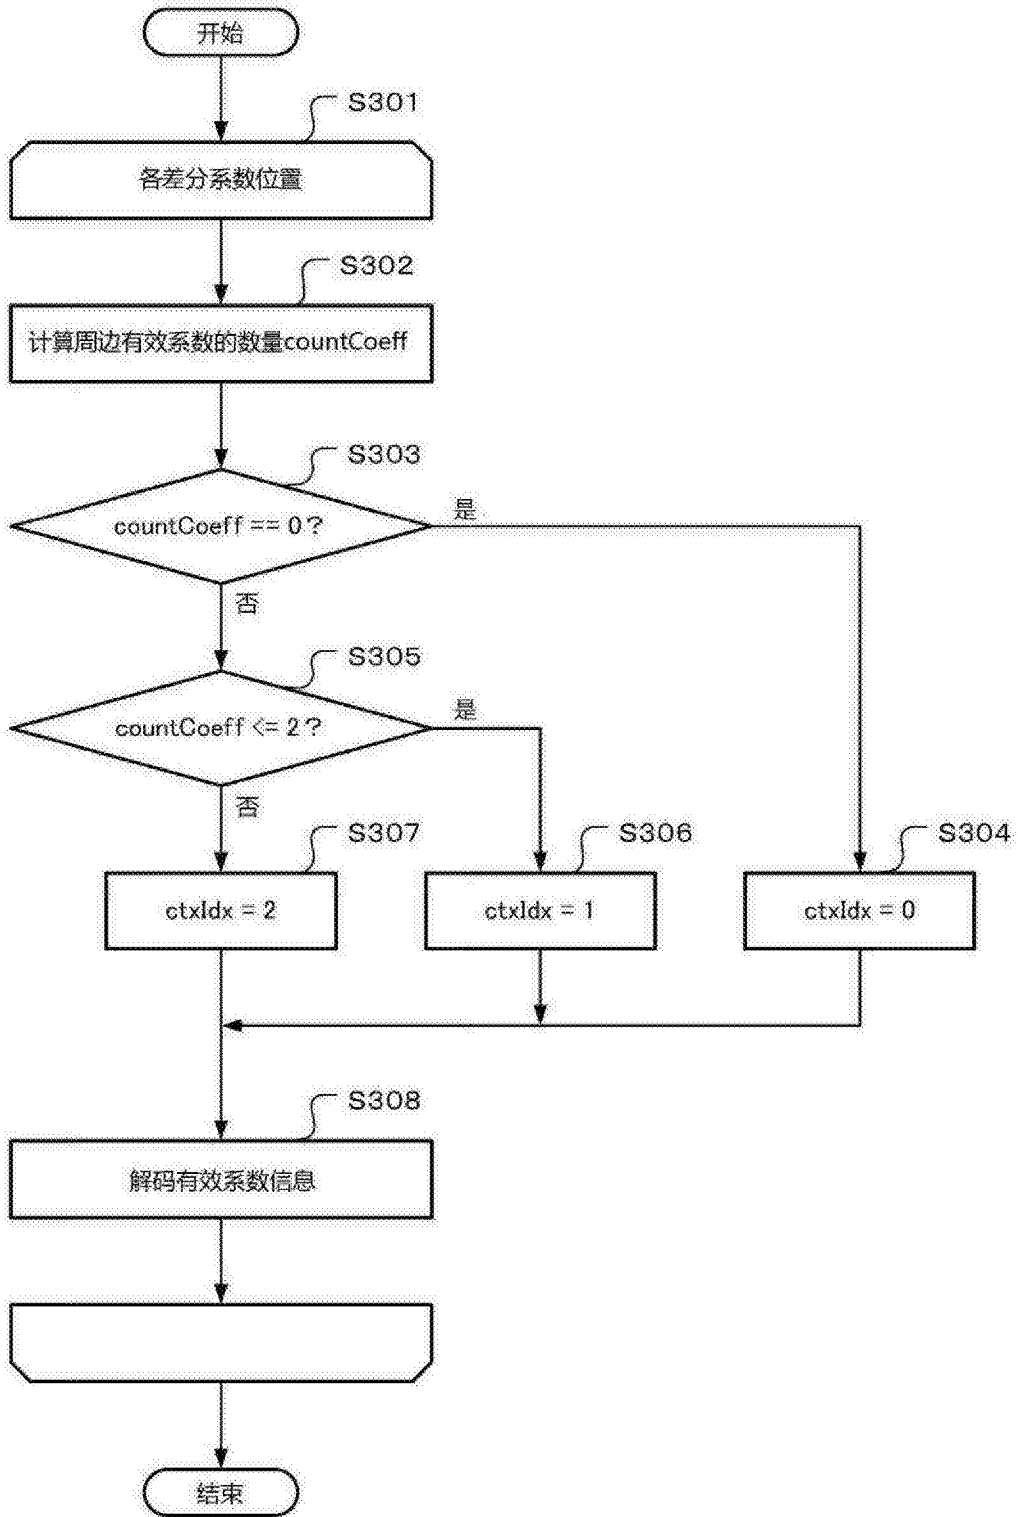 开始
S301
各差分系数位置
S302
计算周边有效系数的数量countCoeff
S303
countCoeff == 0?
是
否
S305
countCoeff <= 2?
是
否
S307
S306
S304
ctxIdx = 2
ctxIdx = 1
ctxIdx = 0
S308
解码有效系数信息
结束